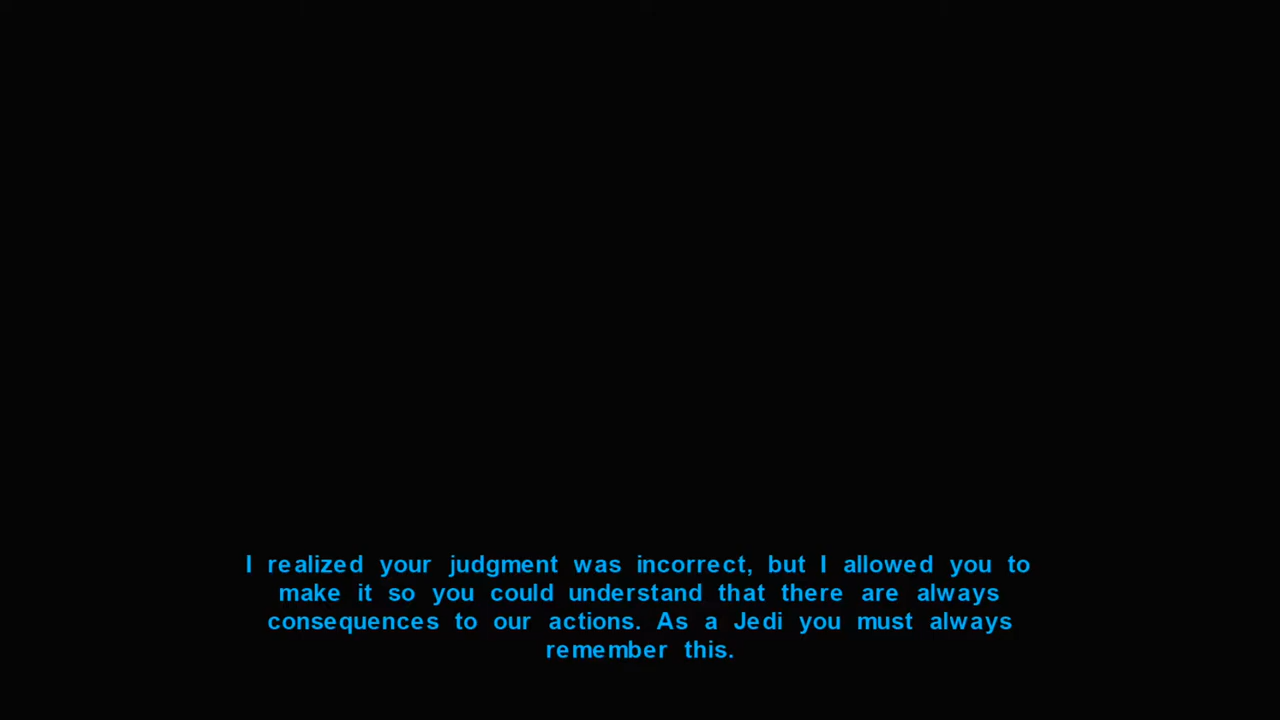 I realized your judgment was incorrect, but I allowed you to
make it so you could understand that there are always
consequences to our actions. As a Jedi you must always
remember this.